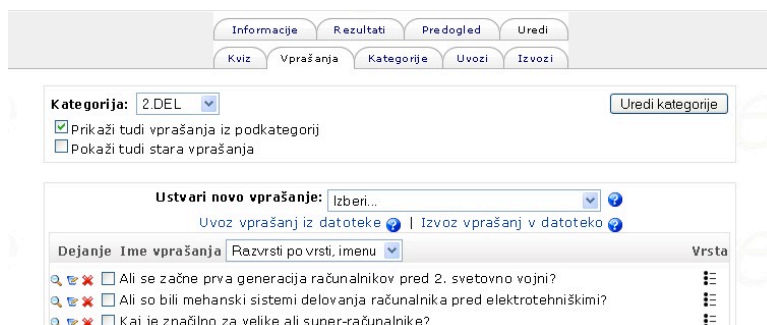 Informacije Rezultati Predogled Uredi
Kviz Vprašanja Kategorije Uvozi Izvozi
Kategorija: 2.DEL Uredi kategorije
Prikaži tudi vprašanja iz podkategorij
Pokaži tudi stara vprašanja
Ustvari novo vprašanje: Izberi...
Uvoz vprašanj iz datoteke | Izvoz vprašanj v datoteko
Dejanje Ime vprašanja Razvrsti po vrsti, imenu Vrsta
Ali se začne prva generacija računalnikov pred 2. svetovno vojni?
Ali so bili mehanski sistemi delovanja računalnika pred elektrotehniškimi?
Kaj je značilno za velike ali super-računalnike?